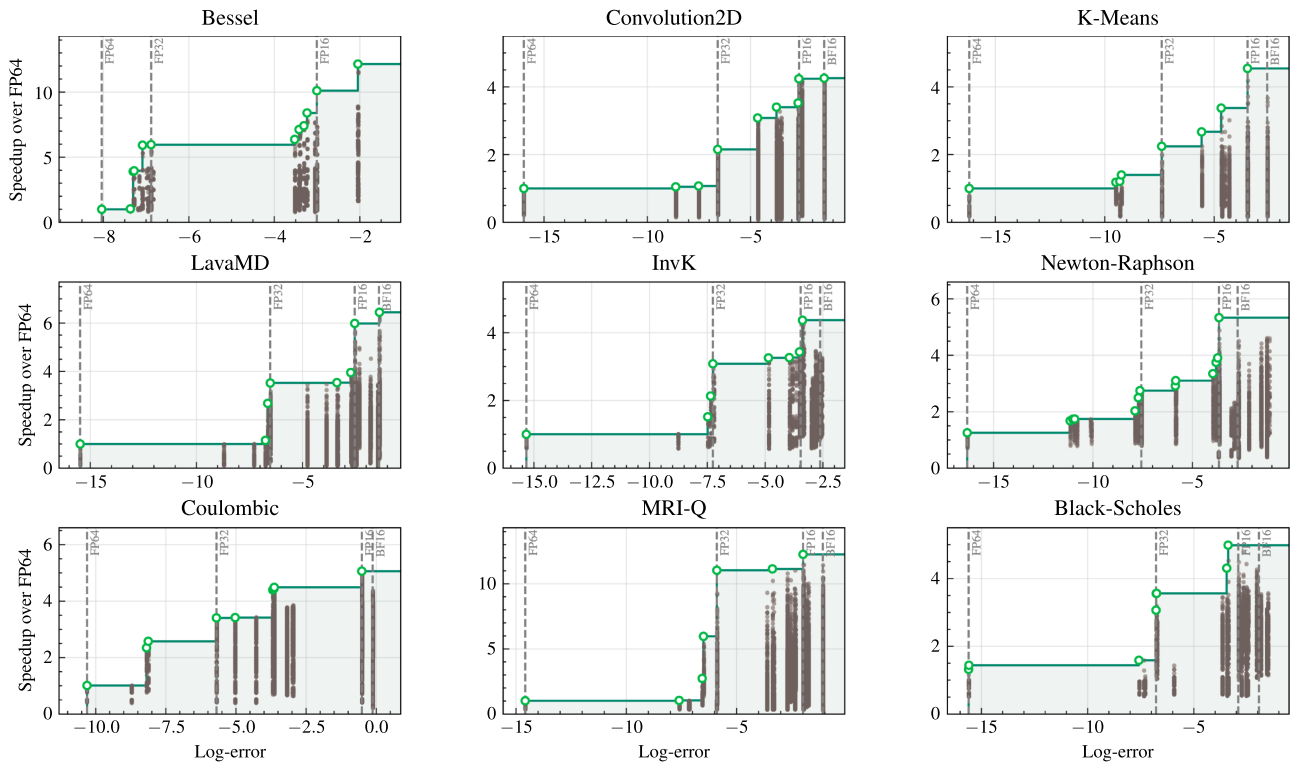 Bessel
Convolution2D
K-Means
Speedup over FP64
10
5
0
FP64
FP32
FP16
−8 −6 −4 −2
4
2
0
FP64
FP32
FP16
BF16
−15 −10 −5
4
2
0
FP64
FP32
FP16
BF16
−15 −10 −5
LavaMD
InvK
Newton-Raphson
Speedup over FP64
6
4
2
0
FP64
FP32
FP16
BF16
−15 −10 −5
4
2
0
FP64
FP32
FP16
BF16
−15.0 −12.5 −10.0 −7.5 −5.0 −2.5
6
4
2
0
FP64
FP32
FP16
BF16
−15 −10 −5
Coulombic
MRI-Q
Black-Scholes
Speedup over FP64
6
4
2
0
FP64
FP32
FP16
BF16
−10.0 −7.5 −5.0 −2.5 0.0
Log-error
10
5
0
FP64
FP32
FP16
BF16
−15 −10 −5
Log-error
4
2
0
FP64
FP32
FP16
BF16
−15 −10 −5
Log-error